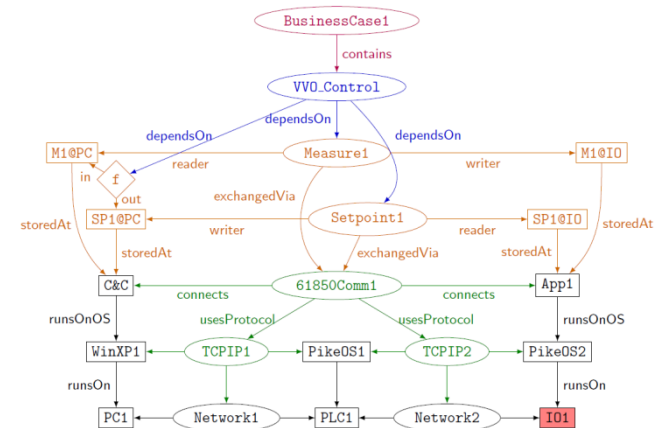 BusinessCase1
contains
VVO_Control
dependsOn
dependsOn
dependsOn
M1@PC
reader
Measure1
writer
M1@IO
in
f
out
exchangedVia
SP1@PC
Setpoint1
SP1@IO
storedAt
writer
reader
storedAt
storedAt
exchangedVia
storedAt
C&C
connects
61850Comm1
connects
App1
runsOnOS
usesProtocol
usesProtocol
runsOnOS
WinXP1
TCPIP1
PikeOS1
TCPIP2
PikeOS2
runsOn
runsOn
PC1
Network1
PLC1
Network2
IO1